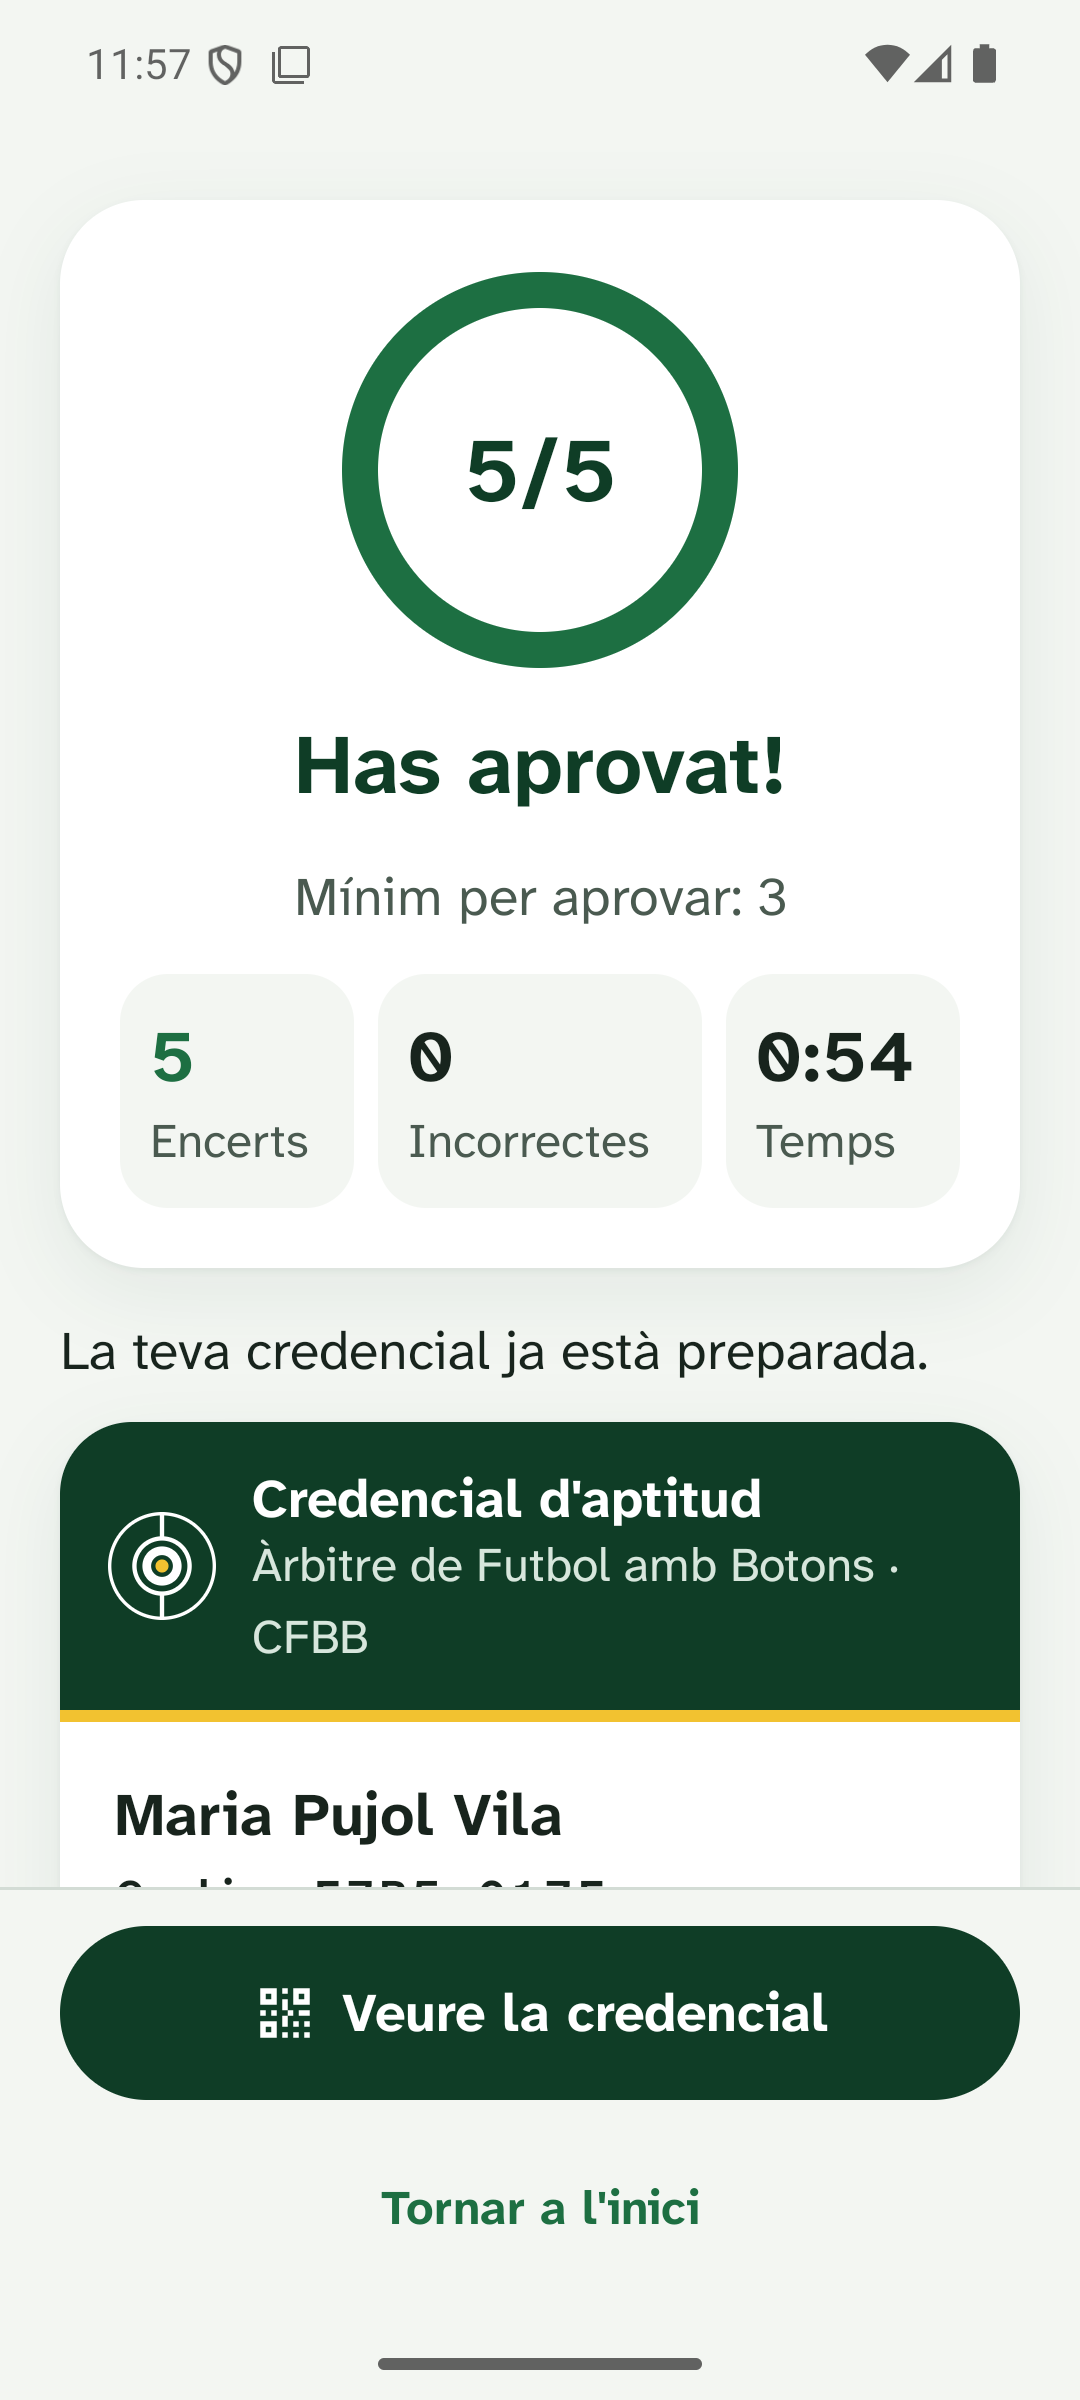 11:57
5/5
Has aprovat!
Mínim per aprovar: 3
5
Encerts
0
Incorrectes
0:54
Temps
La teva credencial ja està preparada.
Credencial d'aptitud
Àrbitre de Futbol amb Botons ·
CFBB
Maria Pujol Vila
Veure la credencial
Tornar a l'inici